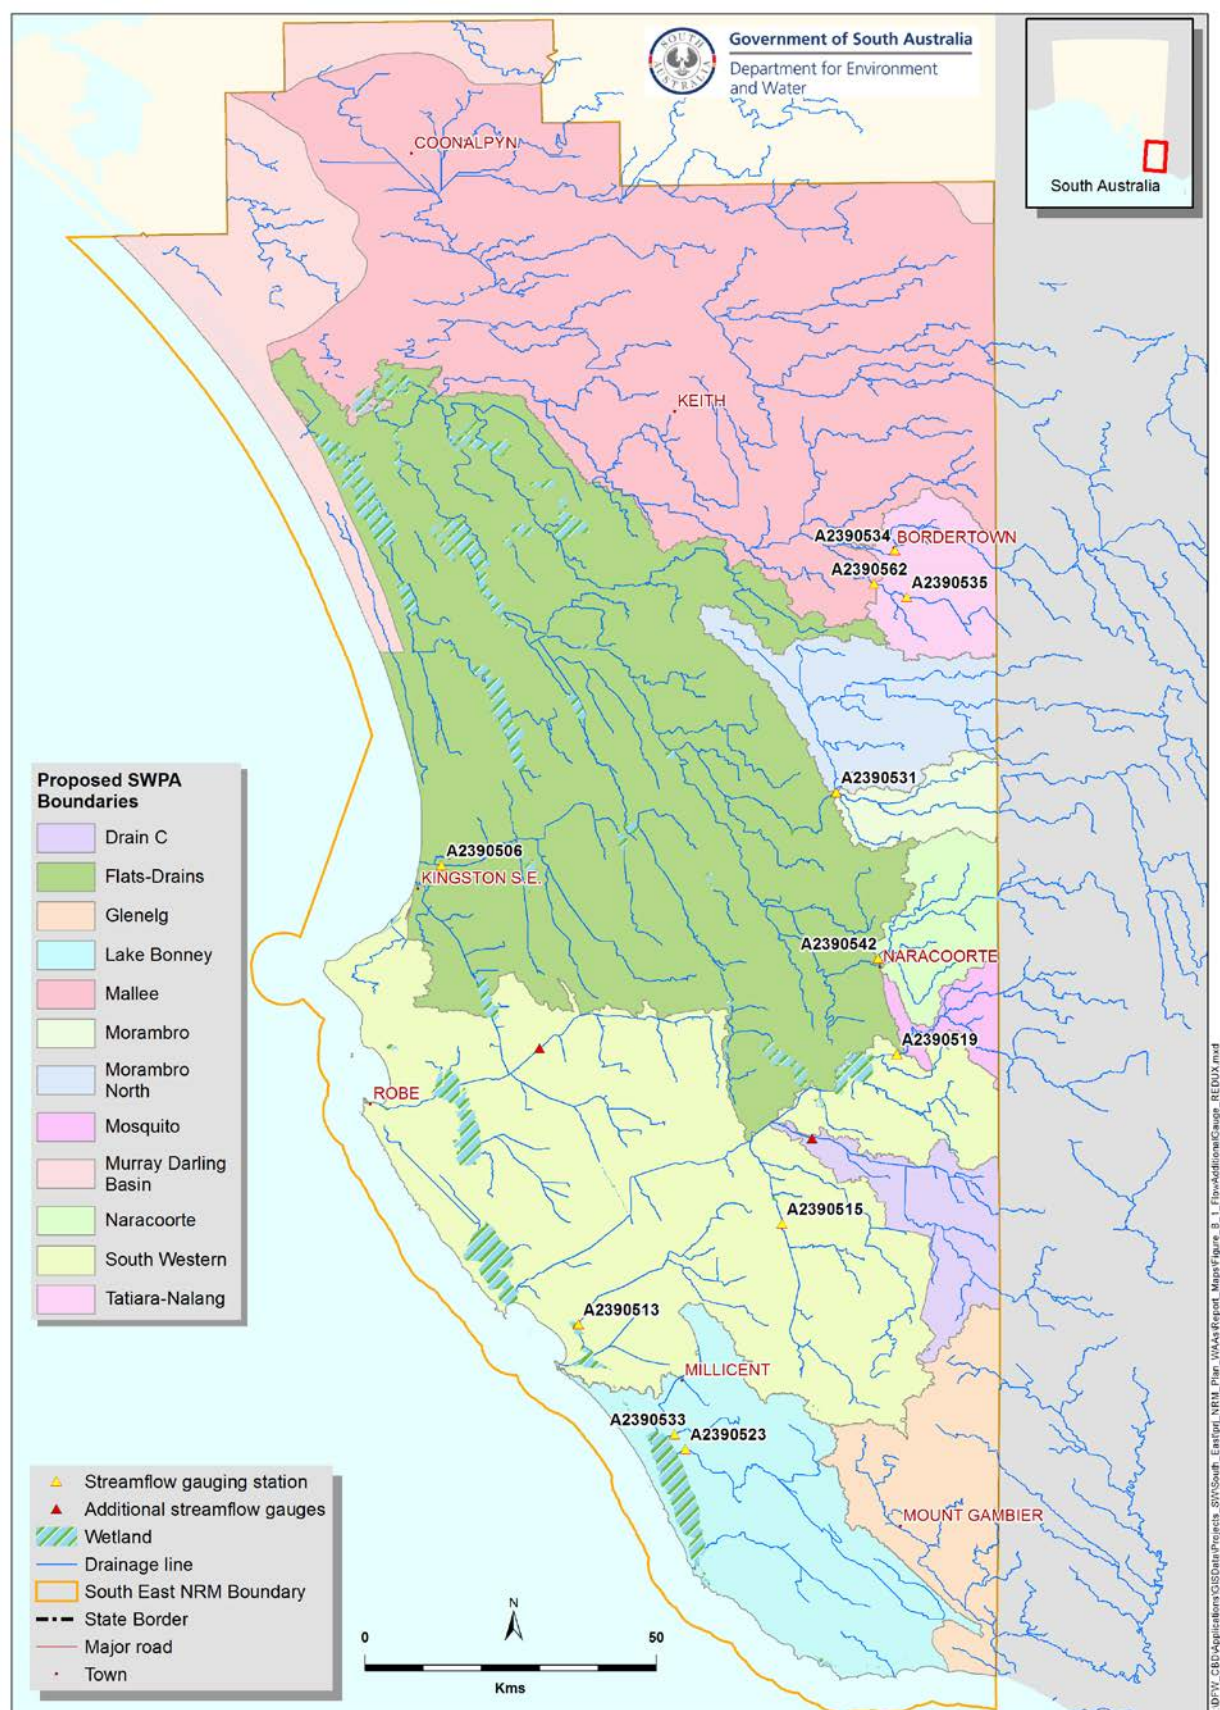 Government of South Australia
Department for Environment
and Water
SOUTH
AUSTRALIA
South Australia
COONALPYN
KEITH
A2390534
BORDERTOWN
A2390562
A2390535
A2390531
A2390506
KINGSTON S.E.
A2390542
NARACOORTE
A2390519
ROBE
A2390515
A2390513
MILLICENT
A2390533
A2390523
MOUNT GAMBIER
Proposed SWPA
Boundaries
Drain C
Flats-Drains
Glenelg
Lake Bonney
Mallee
Morambro
Morambro
North
Mosquito
Murray Darling
Basin
Naracoorte
South Western
Tatiara-Nalang
Streamflow gauging station
Additional streamflow gauges
Wetland
Drainage line
South East NRM Boundary
State Border
Major road
Town
N
0 50
Kms